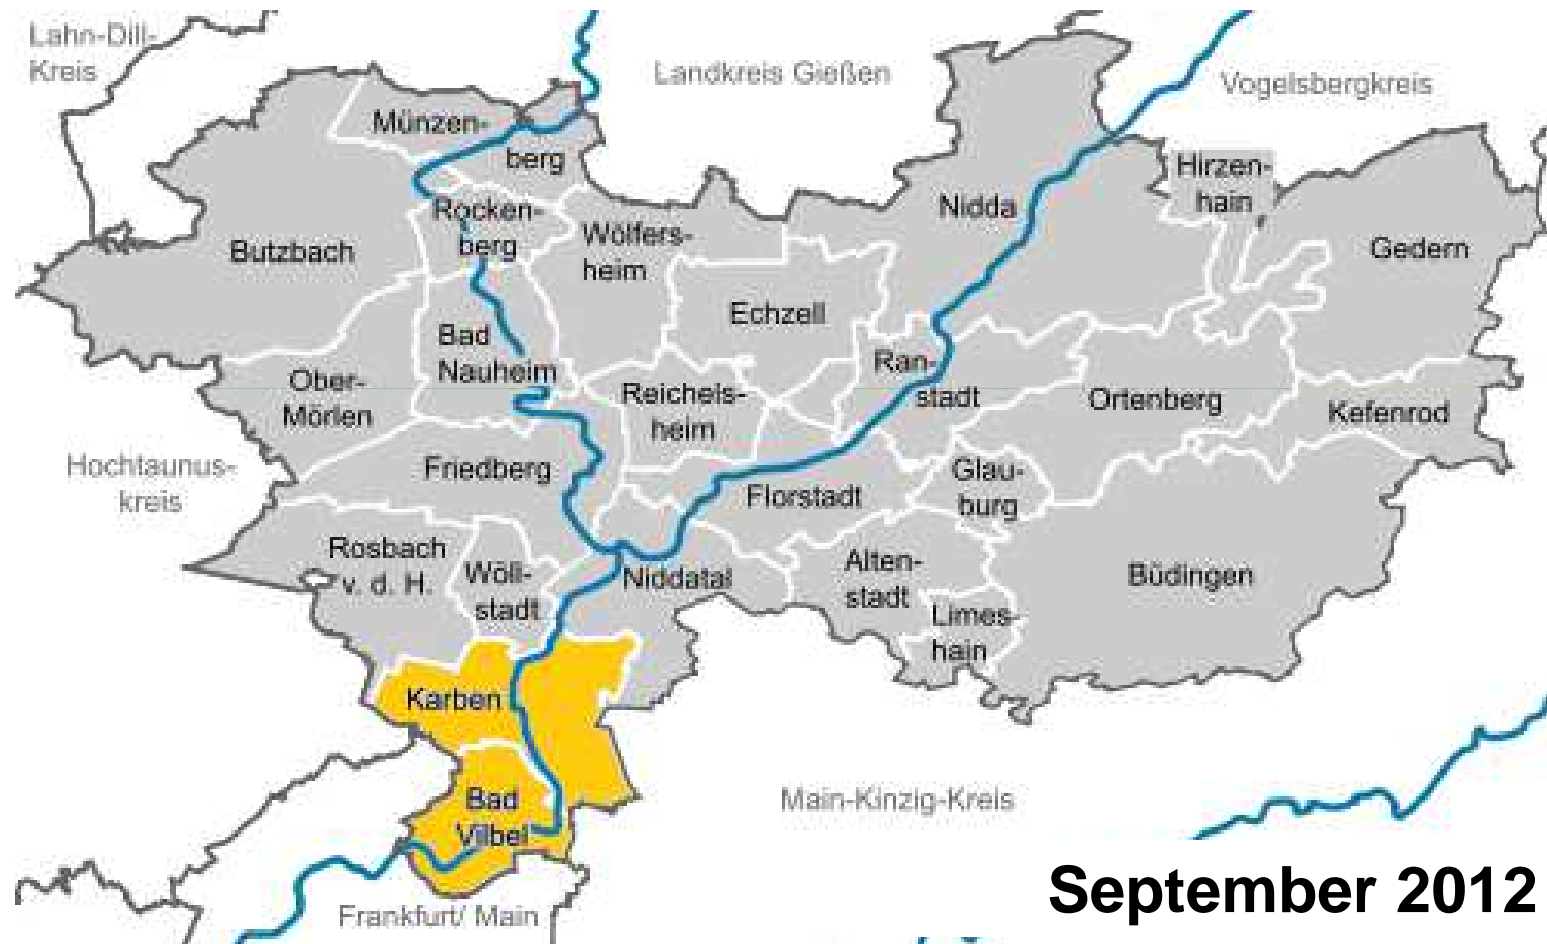 Lahn-Dill-
Kreis
Landkreis Gießen
Vogelsbergkreis
Münzen-
berg
Hirzen-
hain
Nidda
Rocken-
berg
Wölfers-
heim
Butzbach
Gedern
Echzell
Bad
Nauheim
Ran-
stadt
Ober-
Mörlen
Reichels-
heim
Ortenberg
Kefenrod
Hochtaunus-
kreis
Friedberg
Glau-
burg
Florstadt
Rosbach
v. d. H.
Wöll-
stadt
Niddatal
Alten-
stadt
Büdingen
Limes-
hain
Karben
Bad
Vilbel
Main-Kinzig-Kreis
Frankfurt/ Main
September 2012